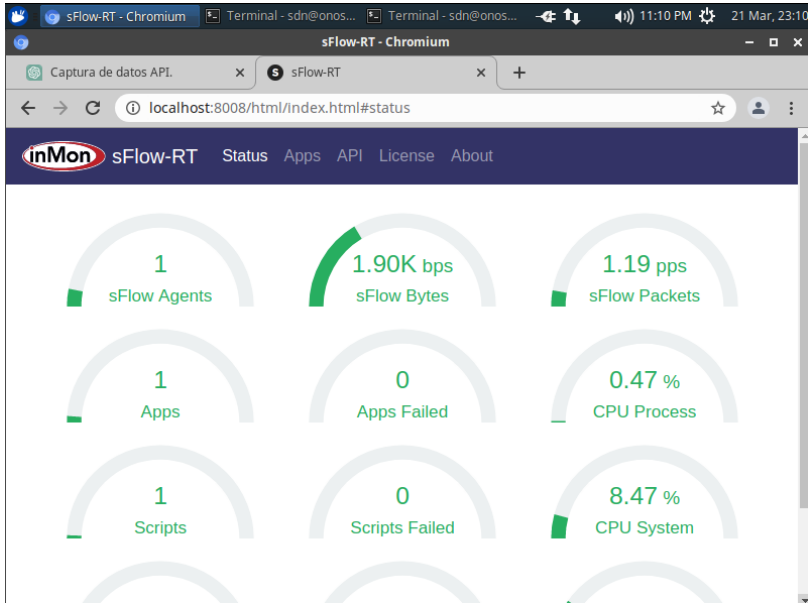 sFlow-RT - Chromium Terminal - sdn@onos... Terminal - sdn@onos... 11:10 PM 21 Mar, 23:10
sFlow-RT - Chromium
Captura de datos API. S sFlow-RT
localhost:8008/html/index.html#status
inMon sFlow-RT Status Apps API License About
1 1.90K bps 1.19 pps
sFlow Agents sFlow Bytes sFlow Packets
1 0 0.47 %
Apps Apps Failed CPU Process
1 0 8.47 %
Scripts Scripts Failed CPU System